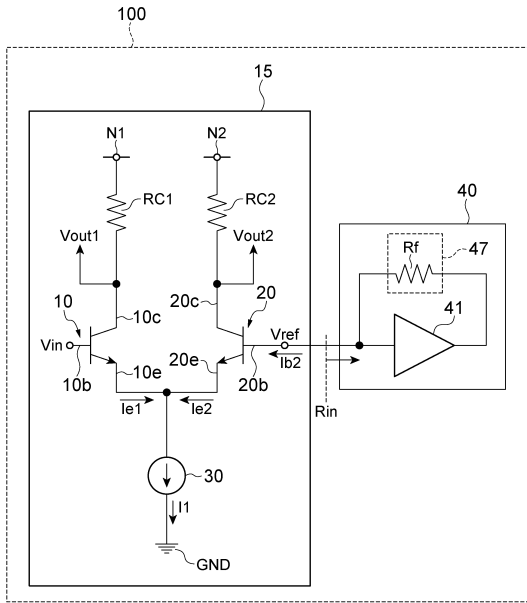 100
15
N1
N2
RC1
RC2
40
Vout1
Vout2
Rf
47
10
10c
20c
20
41
Vin
Vref
10b
10e
20e
20b
Ib2
Ie1
Ie2
Rin
30
I1
GND